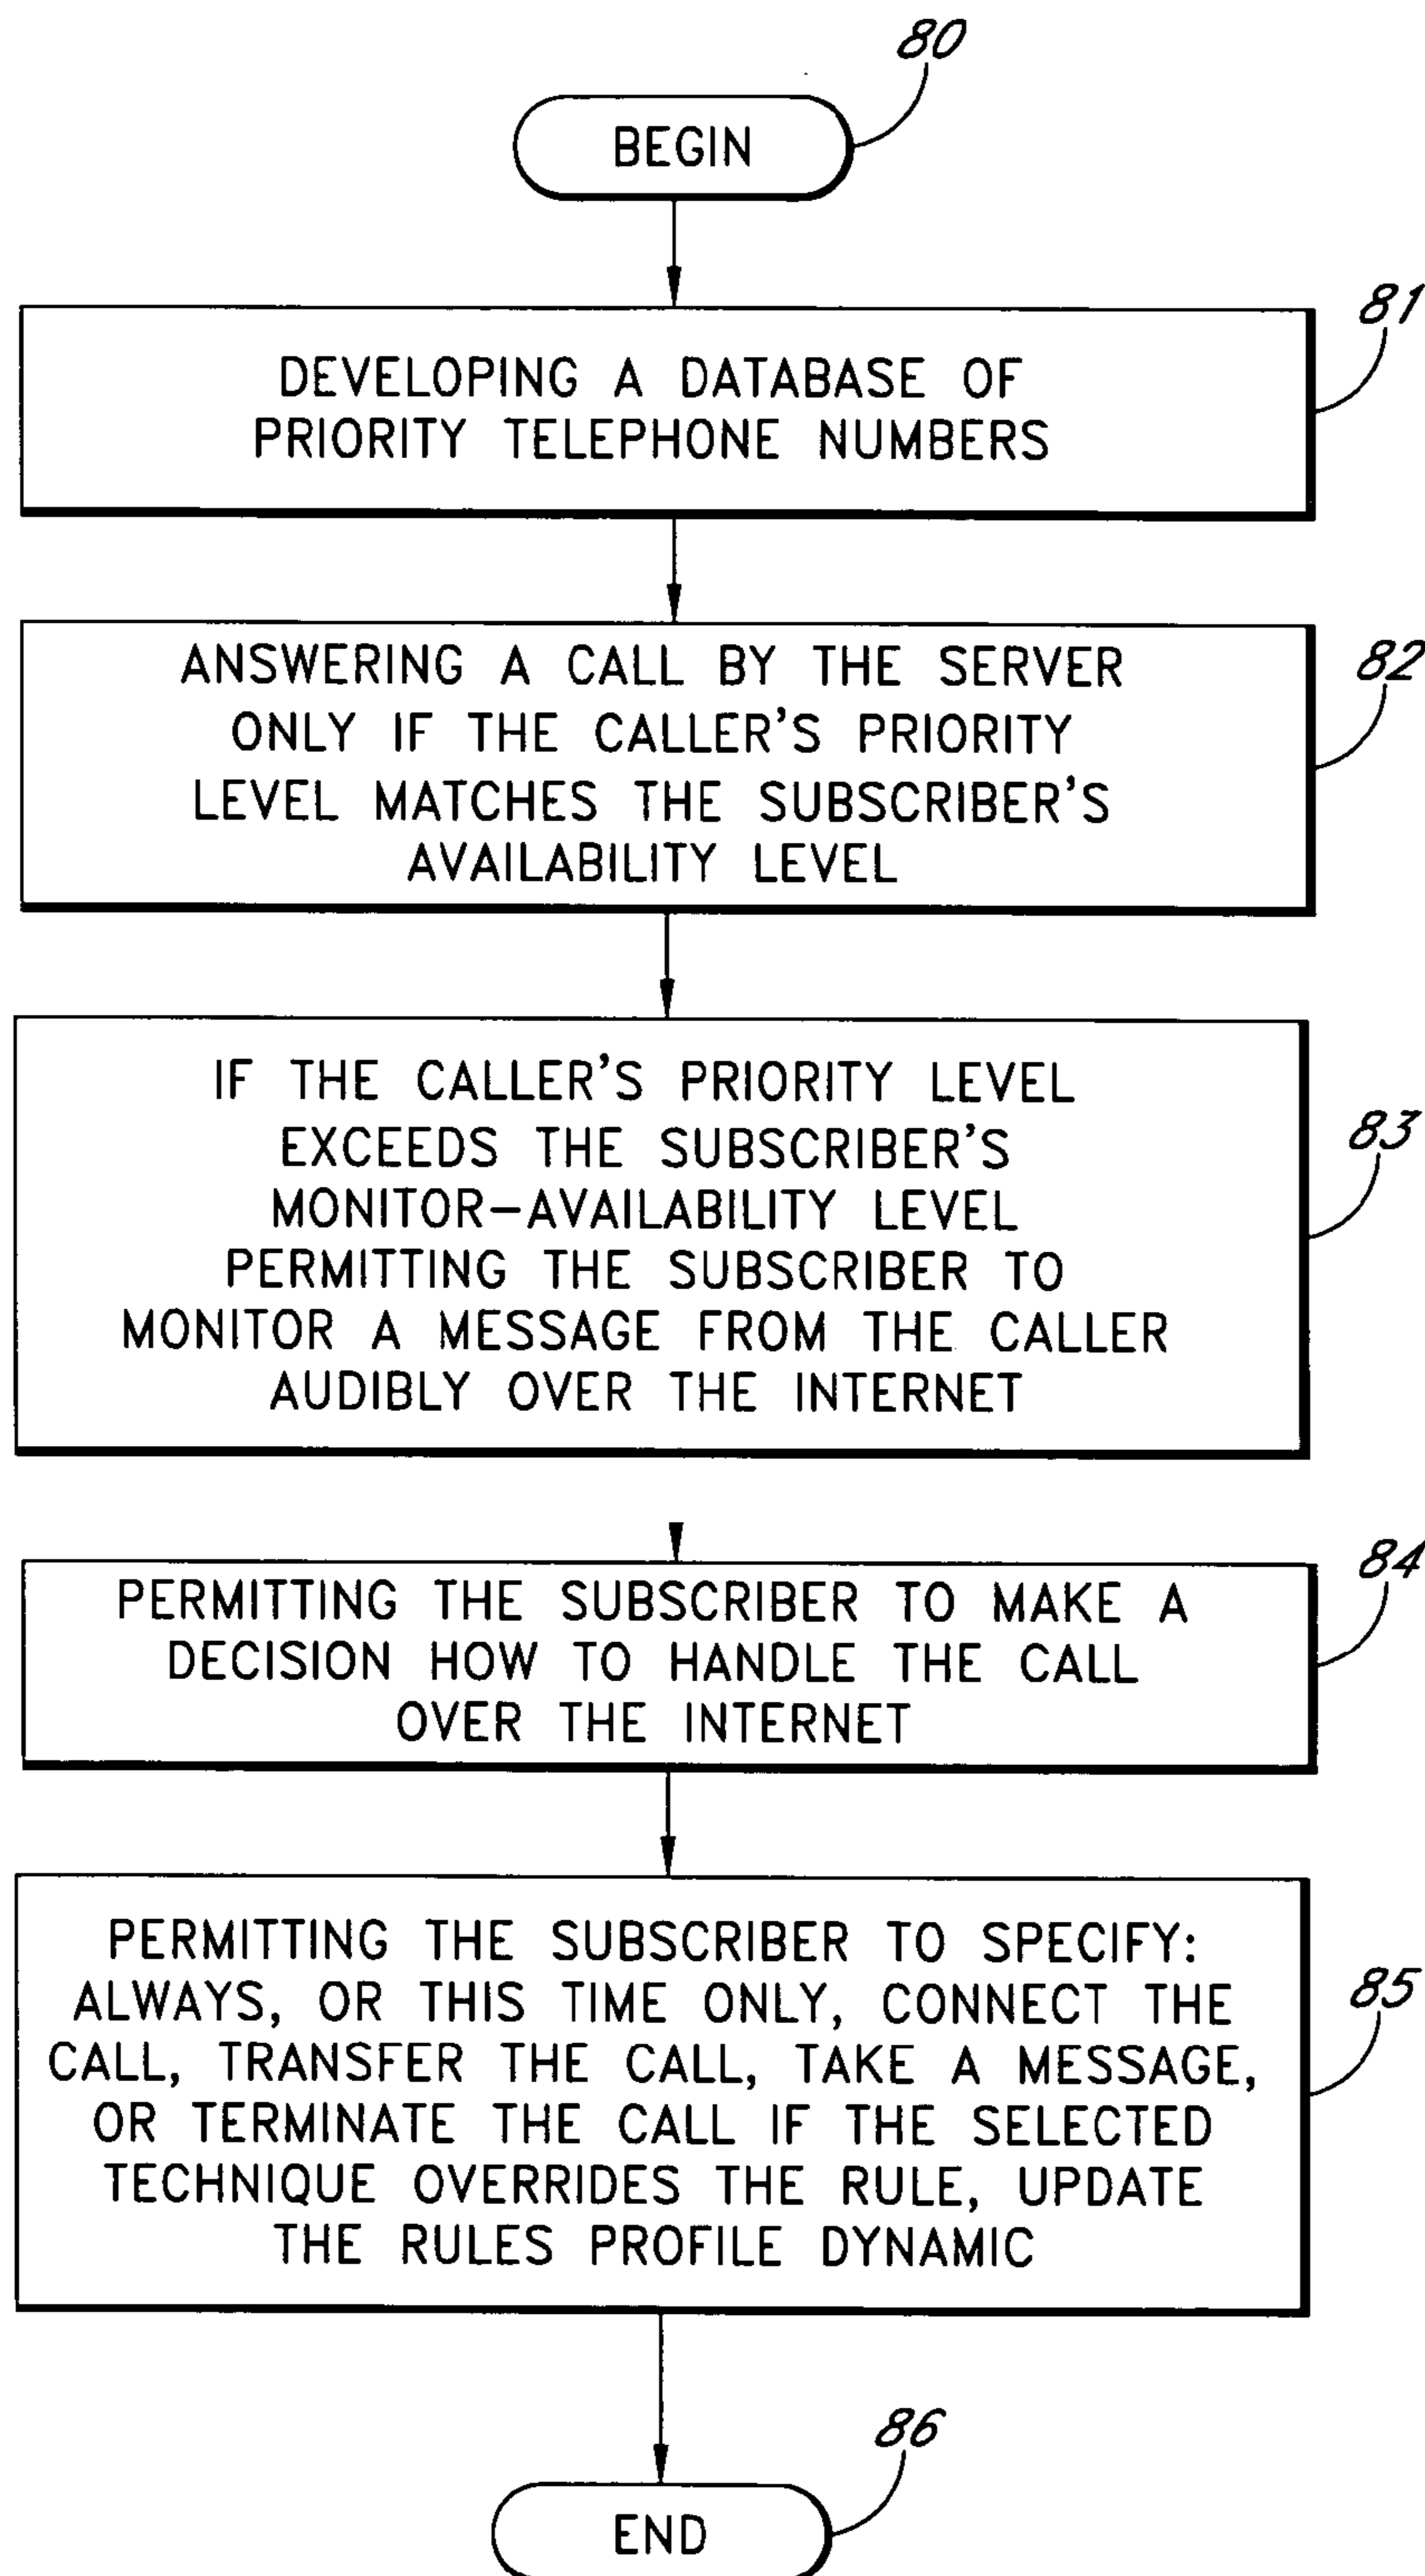 80
BEGIN
81
DEVELOPING A DATABASE OF
PRIORITY TELEPHONE NUMBERS
82
ANSWERING A CALL BY THE SERVER
ONLY IF THE CALLER'S PRIORITY
LEVEL MATCHES THE SUBSCRIBER'S
AVAILABILITY LEVEL
83
IF THE CALLER'S PRIORITY LEVEL
EXCEEDS THE SUBSCRIBER'S
MONITOR-AVAILABILITY LEVEL
PERMITTING THE SUBSCRIBER TO
MONITOR A MESSAGE FROM THE CALLER
AUDIBLY OVER THE INTERNET
84
PERMITTING THE SUBSCRIBER TO MAKE A
DECISION HOW TO HANDLE THE CALL
OVER THE INTERNET
85
PERMITTING THE SUBSCRIBER TO SPECIFY:
ALWAYS, OR THIS TIME ONLY, CONNECT THE
CALL, TRANSFER THE CALL, TAKE A MESSAGE,
OR TERMINATE THE CALL IF THE SELECTED
TECHNIQUE OVERRIDES THE RULE, UPDATE
THE RULES PROFILE DYNAMIC
86
END